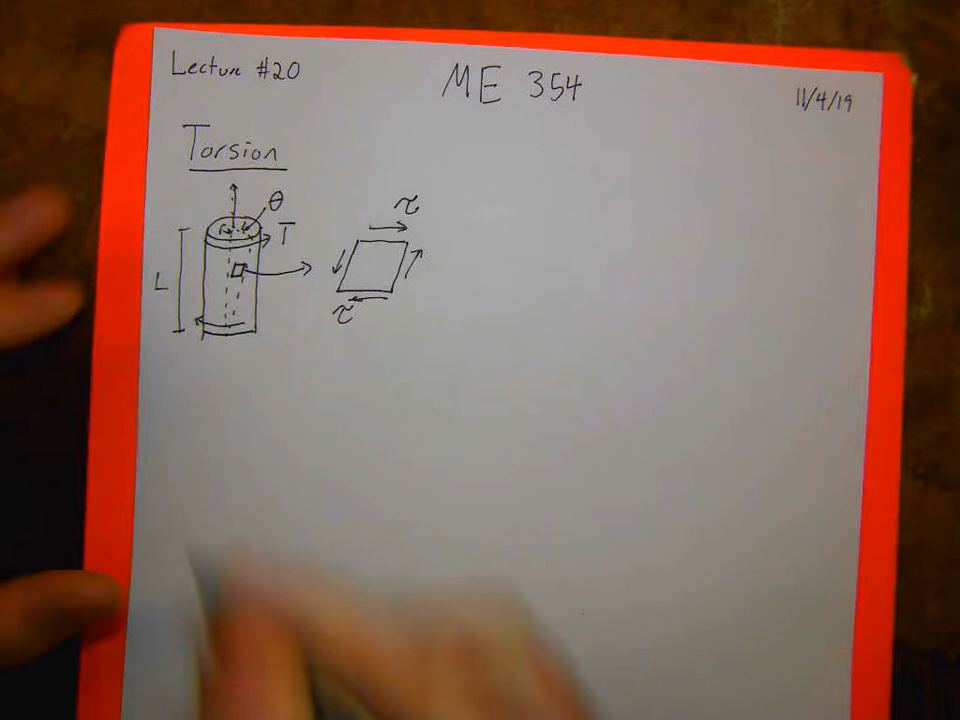 Lecture #20
ME 354
11/4/19
Torsion
θ
T
L
τ
τ